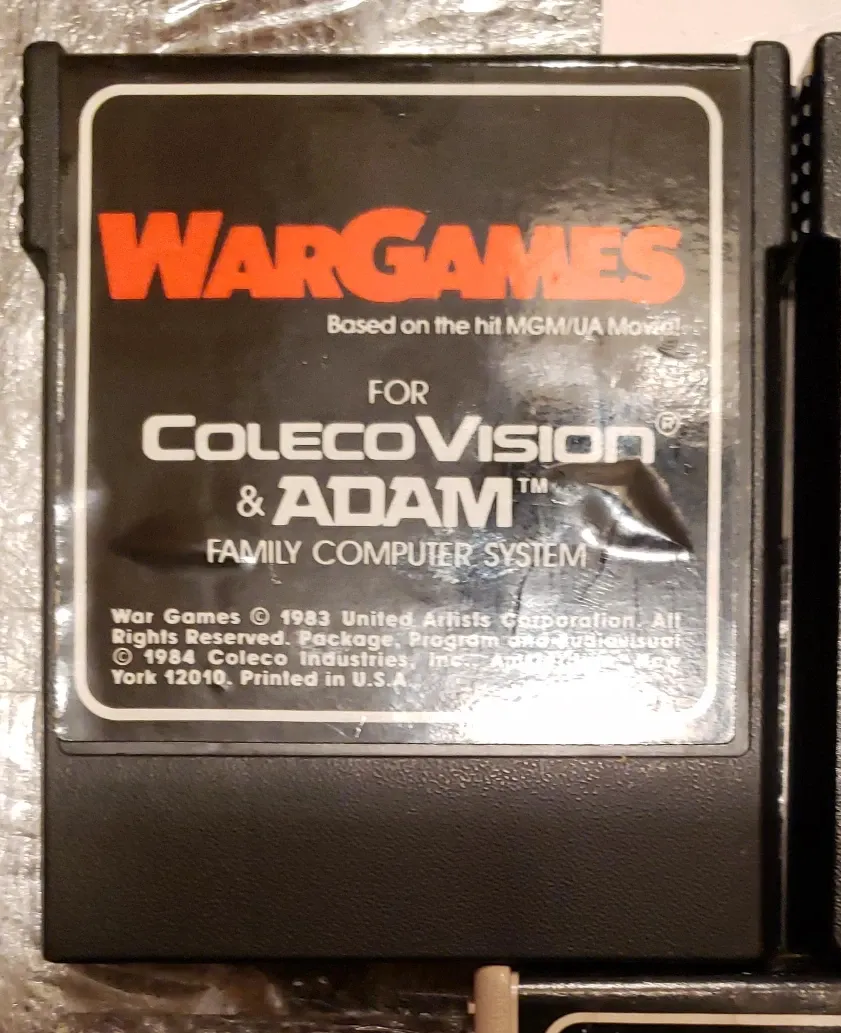 WARGAMES
Based on the hit MGM/UA Movie!
FOR
COLECOVISION®
& ADAM™
FAMILY COMPUTER SYSTEM
War Games © 1983 United Artists Corporation. All
Rights Reserved. Package, Program and audiovisual
© 1984 Coleco Industries, Inc., New
York 12010. Printed in U.S.A.